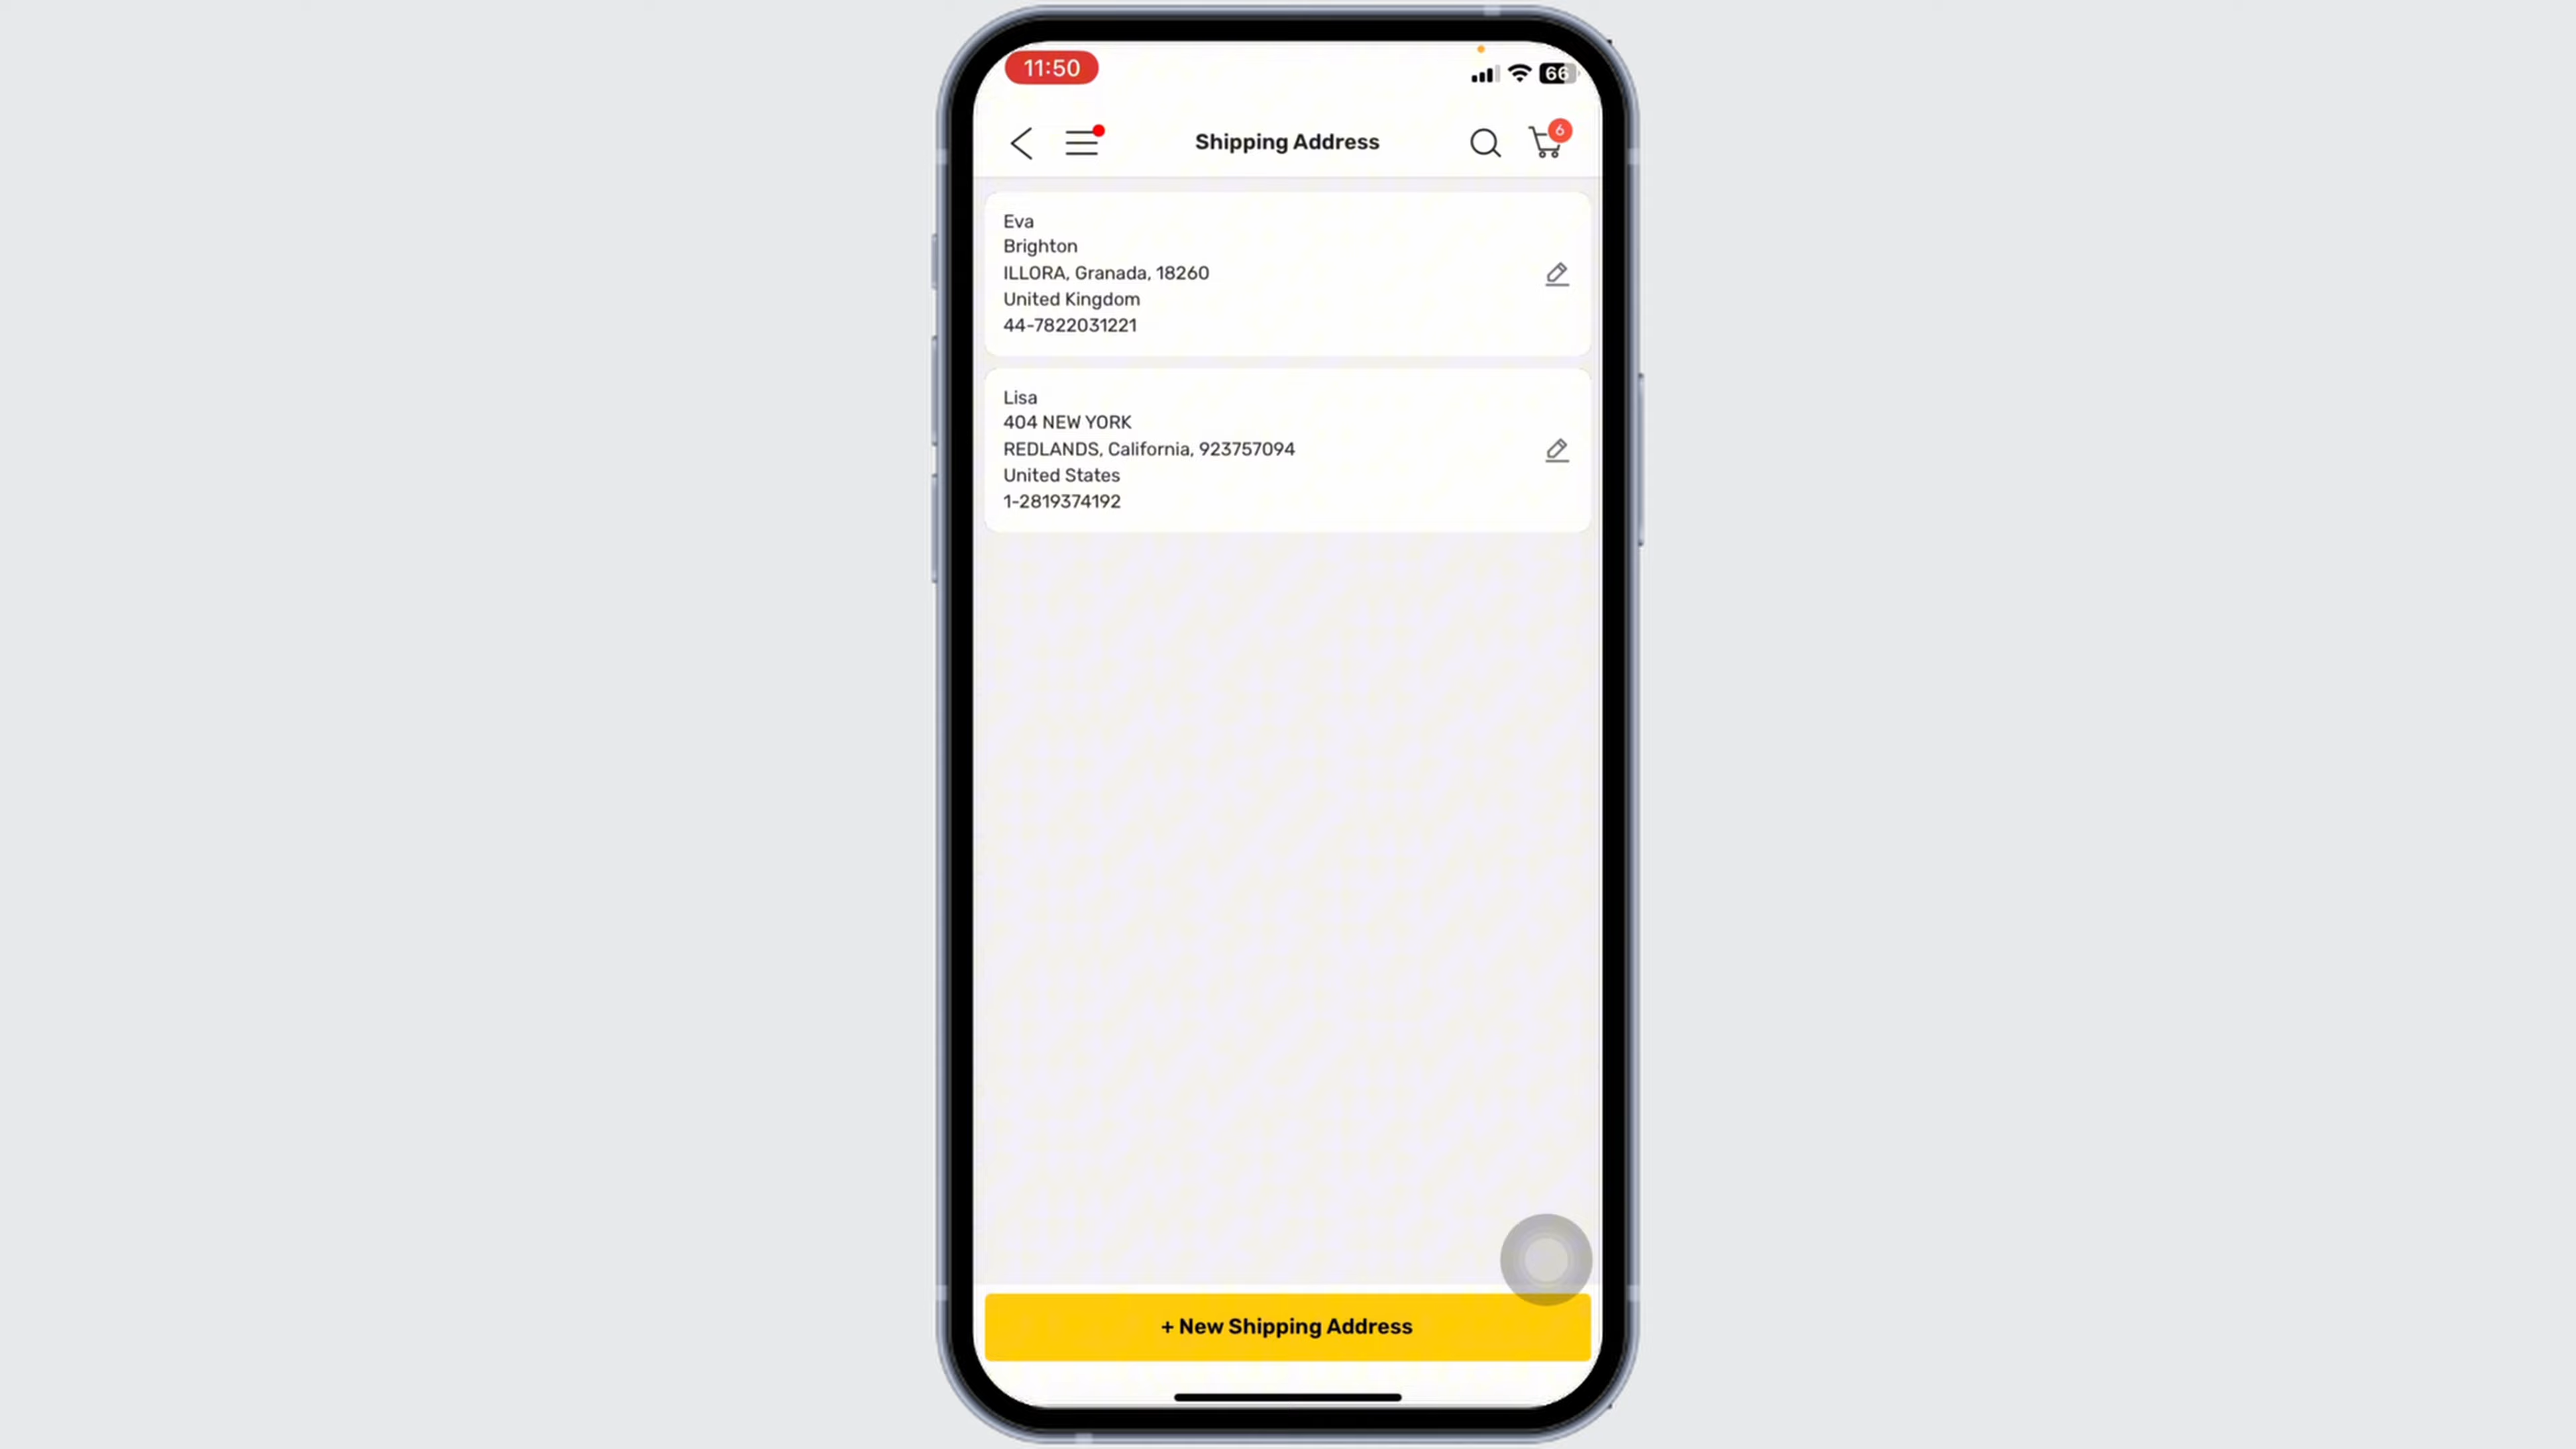 11:50
66
Shipping Address
6
Eva
Brighton
ILLORA, Granada, 18260
United Kingdom
44-7822031221
Lisa
404 NEW YORK
REDLANDS, California, 923757094
United States
1-2819374192
+ New Shipping Address